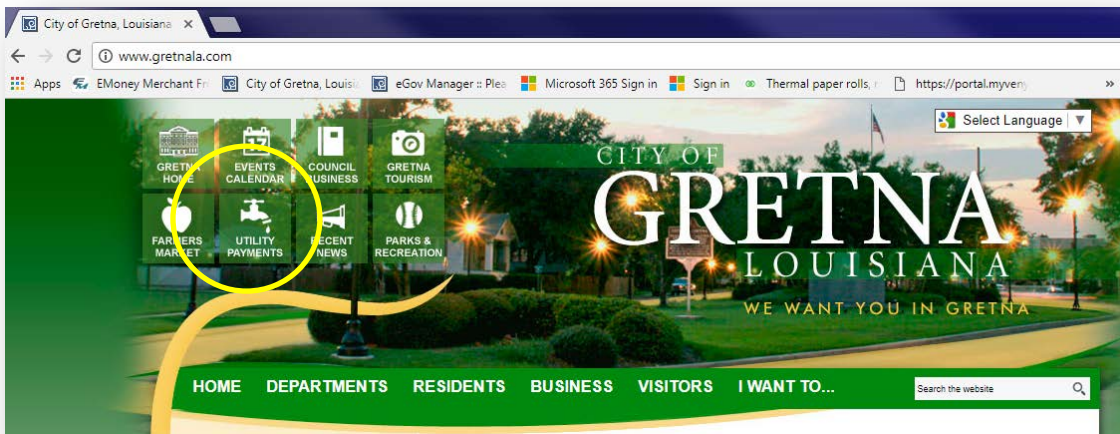 City of Gretna, Louisiana
www.gretnala.com
Apps EMoney Merchant Fr City of Gretna, Louisi eGov Manager :: Plea Microsoft 365 Sign in Sign in Thermal paper rolls, https://portal.myven »
Select Language ▼
GRETNA HOME
EVENTS CALENDAR
17
COUNCIL BUSINESS
GRETNA TOURISM
FARMERS MARKET
UTILITY PAYMENTS
RECENT NEWS
PARKS & RECREATION
CITY OF
GRETNA
LOUISIANA
WE WANT YOU IN GRETNA
HOME DEPARTMENTS RESIDENTS BUSINESS VISITORS I WANT TO...
Search the website